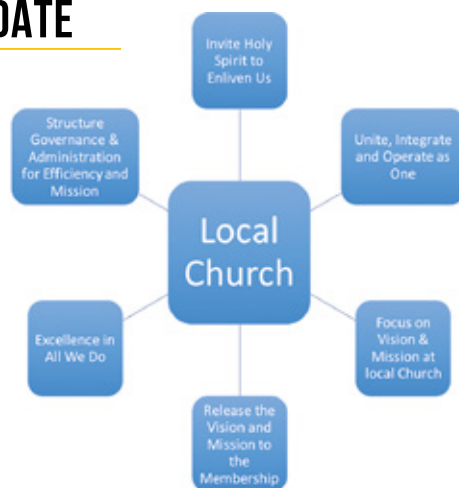 DATE
Invite Holy
Spirit to
Enliven Us
Structure
Governance &
Administration
for Efficiency and
Mission
Unite, Integrate
and Operate as
One
Local
Church
Excellence in
All We Do
Focus on
Vision &
Mission at
local Church
Release the
Vision and
Mission to
the
Membership